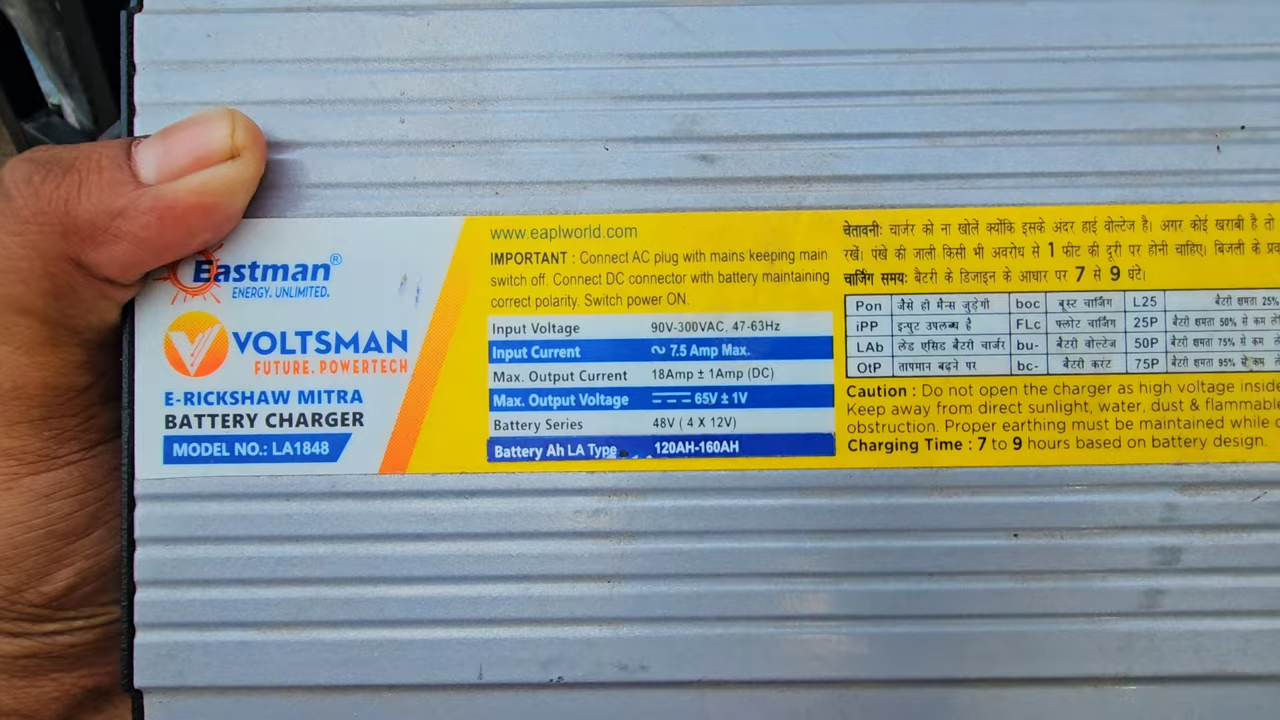 Eastman®
ENERGY. UNLIMITED.
VOLTSMAN
FUTURE. POWERTECH
E-RICKSHAW MITRA
BATTERY CHARGER
MODEL NO.: LA1848
www.eaplworld.com
IMPORTANT : Connect AC plug with mains keeping main
switch off. Connect DC connector with battery maintaining
correct polarity. Switch power ON.
Input Voltage 90V-300VAC, 47-63Hz
Input Current ~ 7.5 Amp Max.
Max. Output Current 18Amp ± 1Amp (DC)
Max. Output Voltage 65V ± 1V
Battery Series 48V ( 4 X 12V)
Battery Ah LA Type 120AH-160AH
चेतावनी: चार्जर को ना खोलें क्योंकि इसके अंदर हाई वोल्टेज है। अगर कोई खराबी है तो
रखें। पंखे की जाली किसी भी अवरोध से 1 फीट की दूरी पर होनी चाहिए। बिजली के
चार्जिंग समय: बैटरी के डिजाइन के आधार पर 7 से 9 घंटे।
Pon जैसे ही मैन्स जुड़ेगी boc बूस्ट चार्जिंग L25 बैटरी क्षमता 25%
iPP इन्पुट उपलब्ध है FLc फ्लोट चार्जिंग 25P बैटरी क्षमता 50% से कम
LAb लेड एसिड बैटरी चार्जर bu- बैटरी वोल्टेज 50P बैटरी क्षमता 75% से कम
OtP तापमान बढ़ने पर bc- बैटरी करंट 75P बैटरी क्षमता 95% से कम
Caution : Do not open the charger as high voltage inside
Keep away from direct sunlight, water, dust & flammable
obstruction. Proper earthing must be maintained while
Charging Time : 7 to 9 hours based on battery design.